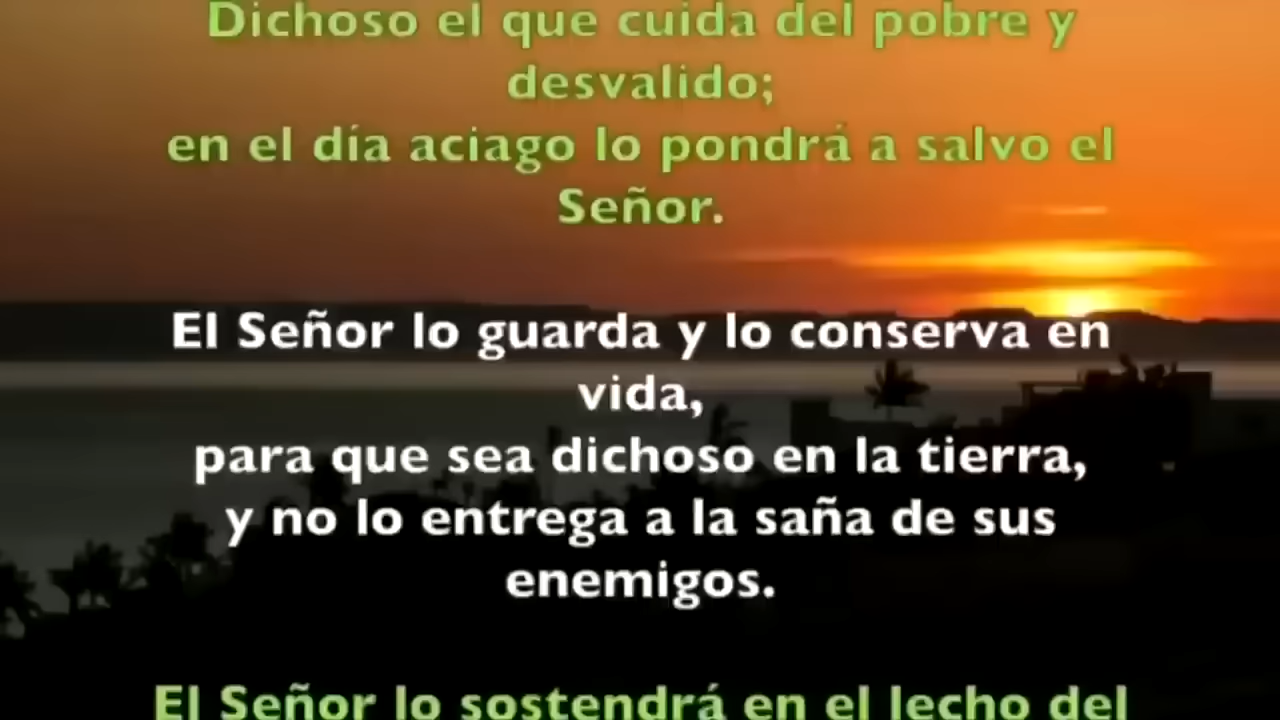 Dichoso el que cuida del pobre y
desvalido;
en el día aciago lo pondrá a salvo el
Señor.
El Señor lo guarda y lo conserva en
vida,
para que sea dichoso en la tierra,
y no lo entrega a la saña de sus
enemigos.
El Señor lo sostendrá en el lecho del